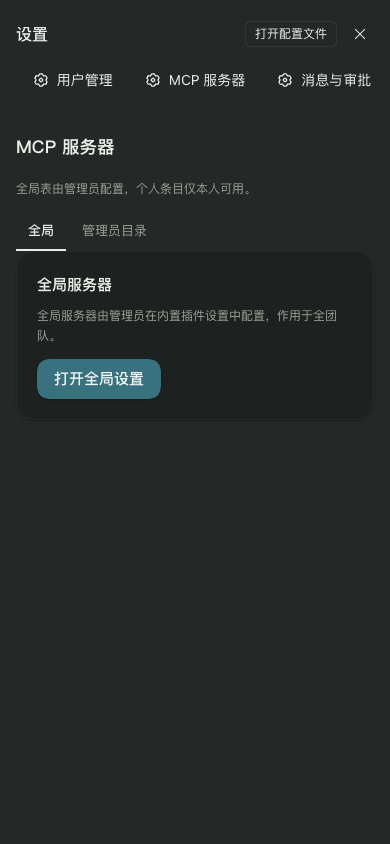 设置
打开配置文件
用户管理
MCP 服务器
消息与审批
MCP 服务器
全局表由管理员配置，个人条目仅本人可用。
全局
管理员目录
全局服务器
全局服务器由管理员在内置插件设置中配置，作用于全团
队。
打开全局设置